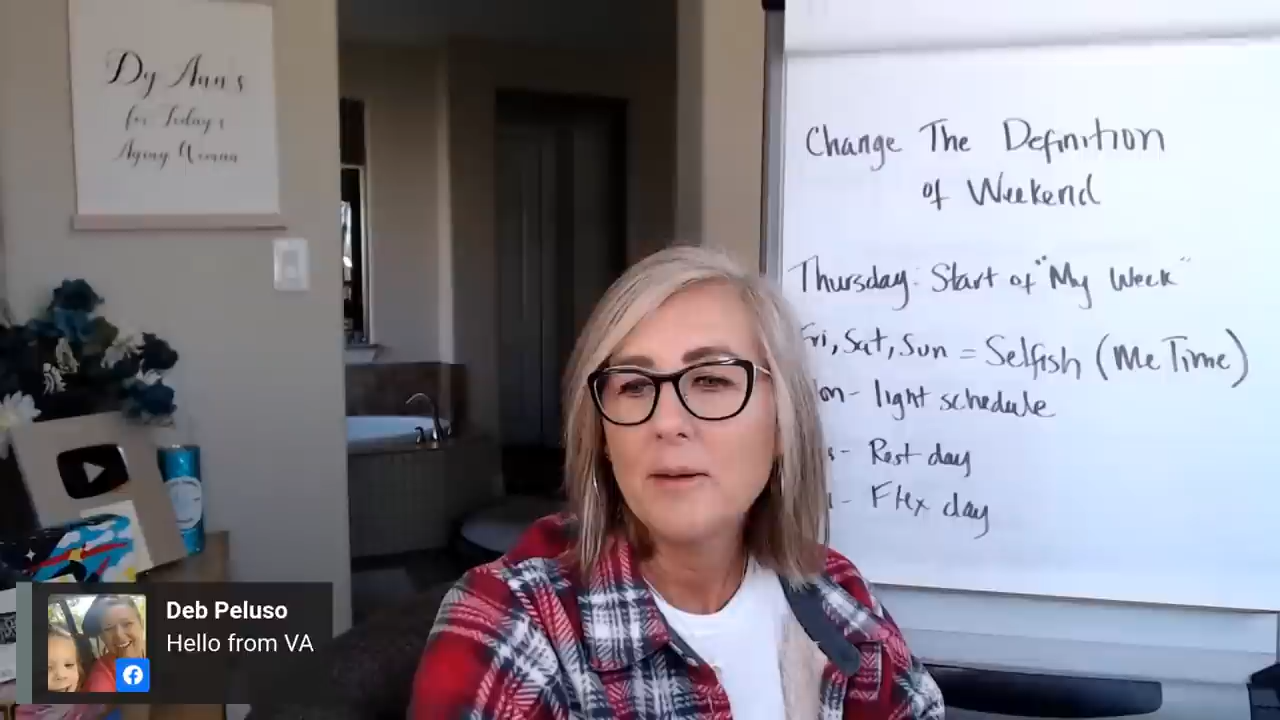 Dy Ann's
for Today's
Aging Woman
Change The Definition
of Weekend
Thursday: Start of "My Week"
Fri, Sat, Sun = Selfish (Me Time)
on - light schedule
s - Rest day
- Flex day
Deb Peluso
Hello from VA